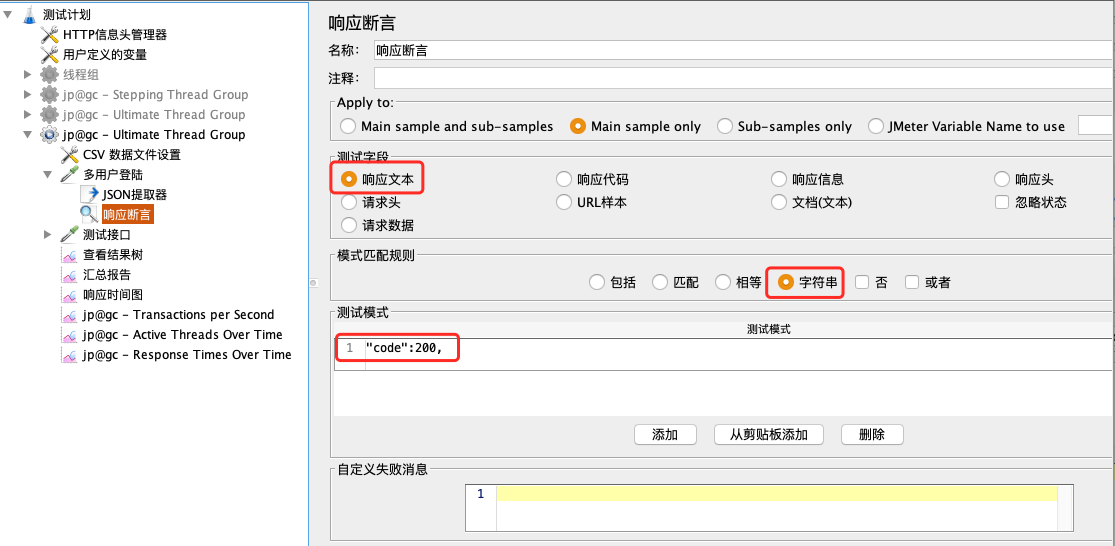 测试计划
HTTP信息头管理器
用户定义的变量
线程组
jp@gc - Stepping Thread Group
jp@gc - Ultimate Thread Group
jp@gc - Ultimate Thread Group
CSV 数据文件设置
多用户登陆
JSON提取器
响应断言
测试接口
查看结果树
汇总报告
响应时间图
jp@gc - Transactions per Second
jp@gc - Active Threads Over Time
jp@gc - Response Times Over Time
响应断言
名称: 响应断言
注释:
Apply to:
Main sample and sub-samples Main sample only Sub-samples only JMeter Variable Name to use
测试字段
响应文本 响应代码 响应信息 响应头
请求头 URL样本 文档(文本) 忽略状态
请求数据
模式匹配规则
包括 匹配 相等 字符串 否 或者
测试模式
测试模式
1 "code":200,
添加 从剪贴板添加 删除
自定义失败消息
1